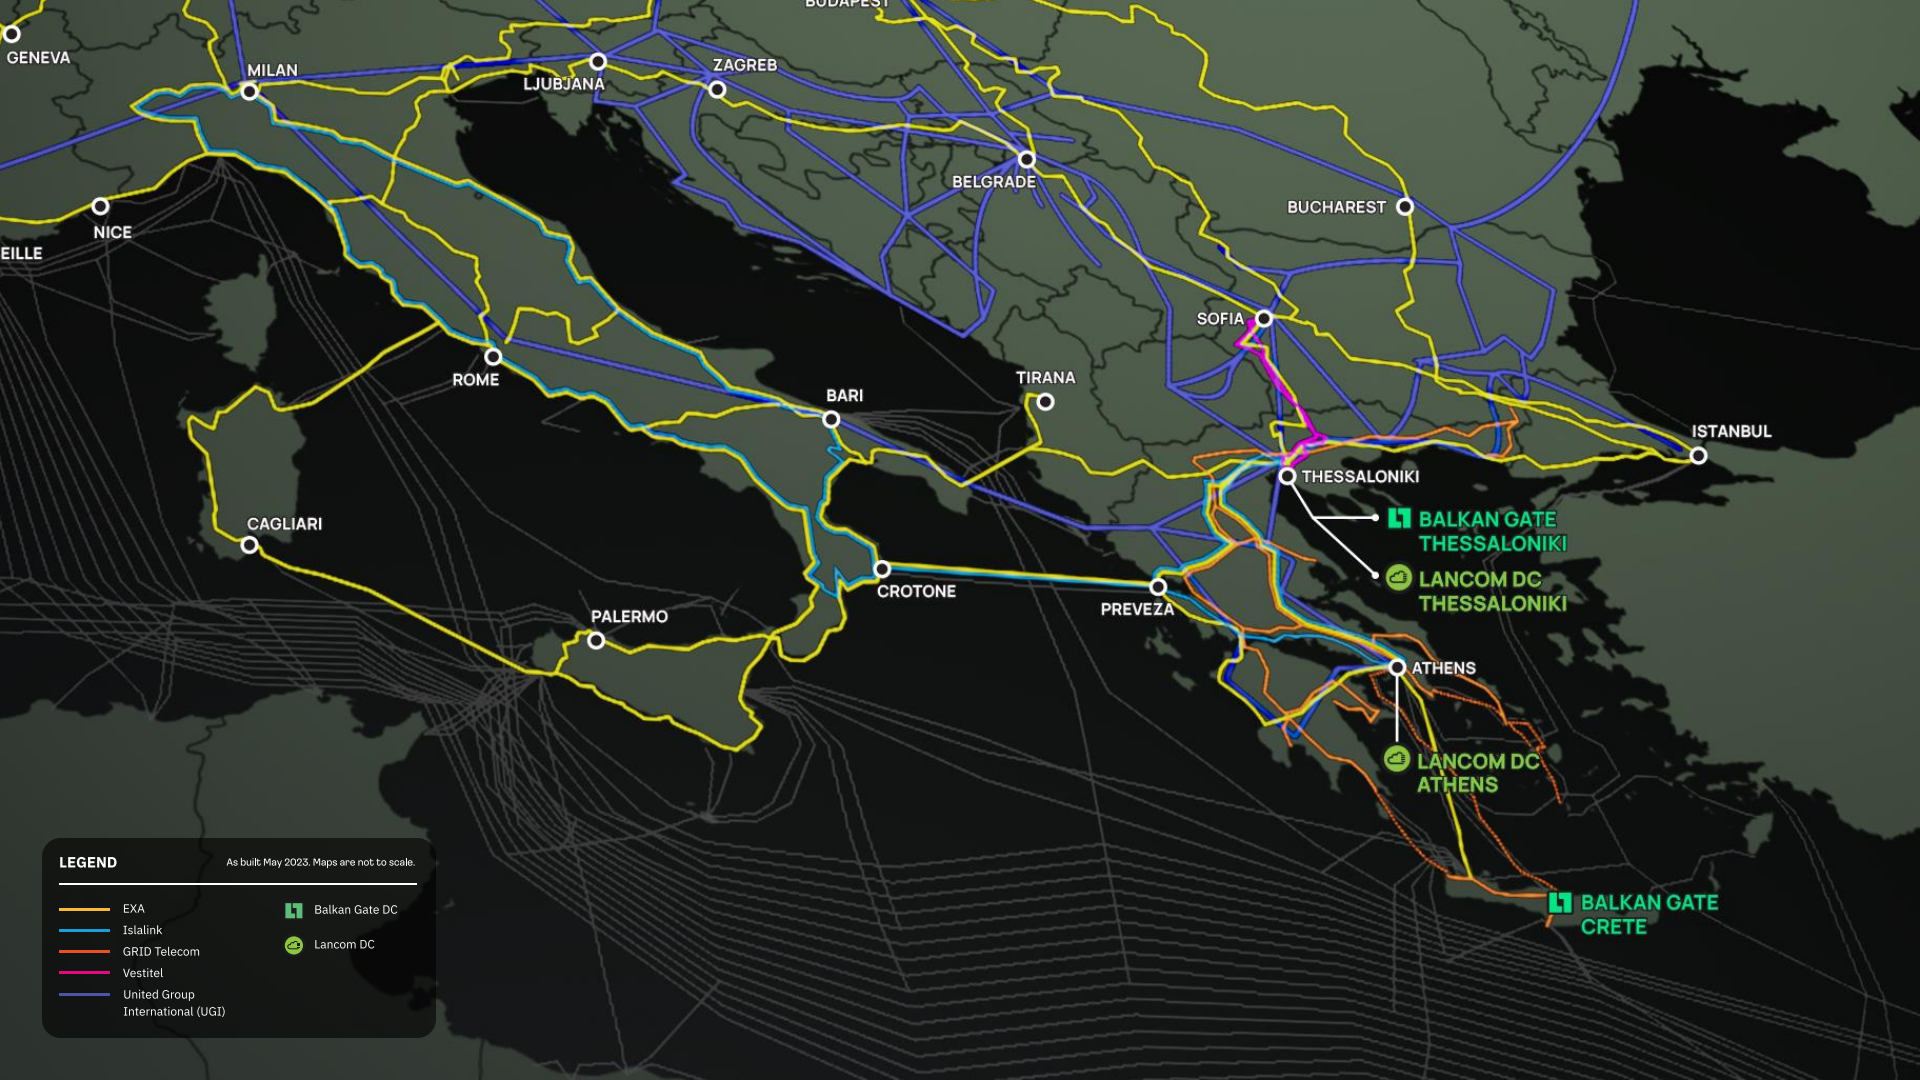 BUDAPEST
GENEVA
MILAN
LJUBJANA
ZAGREB
BELGRADE
BUCHAREST
NICE
EILLE
SOFIA
ROME
TIRANA
BARI
ISTANBUL
THESSALONIKI
BALKAN GATE
THESSALONIKI
LANCOM DC
THESSALONIKI
CAGLIARI
CROTONE
PREVEZA
PALERMO
ATHENS
LANCOM DC
ATHENS
BALKAN GATE
CRETE
LEGEND
As built May 2023. Maps are not to scale.
EXA
Islalink
GRID Telecom
Vestitel
United Group
International (UGI)
Balkan Gate DC
Lancom DC